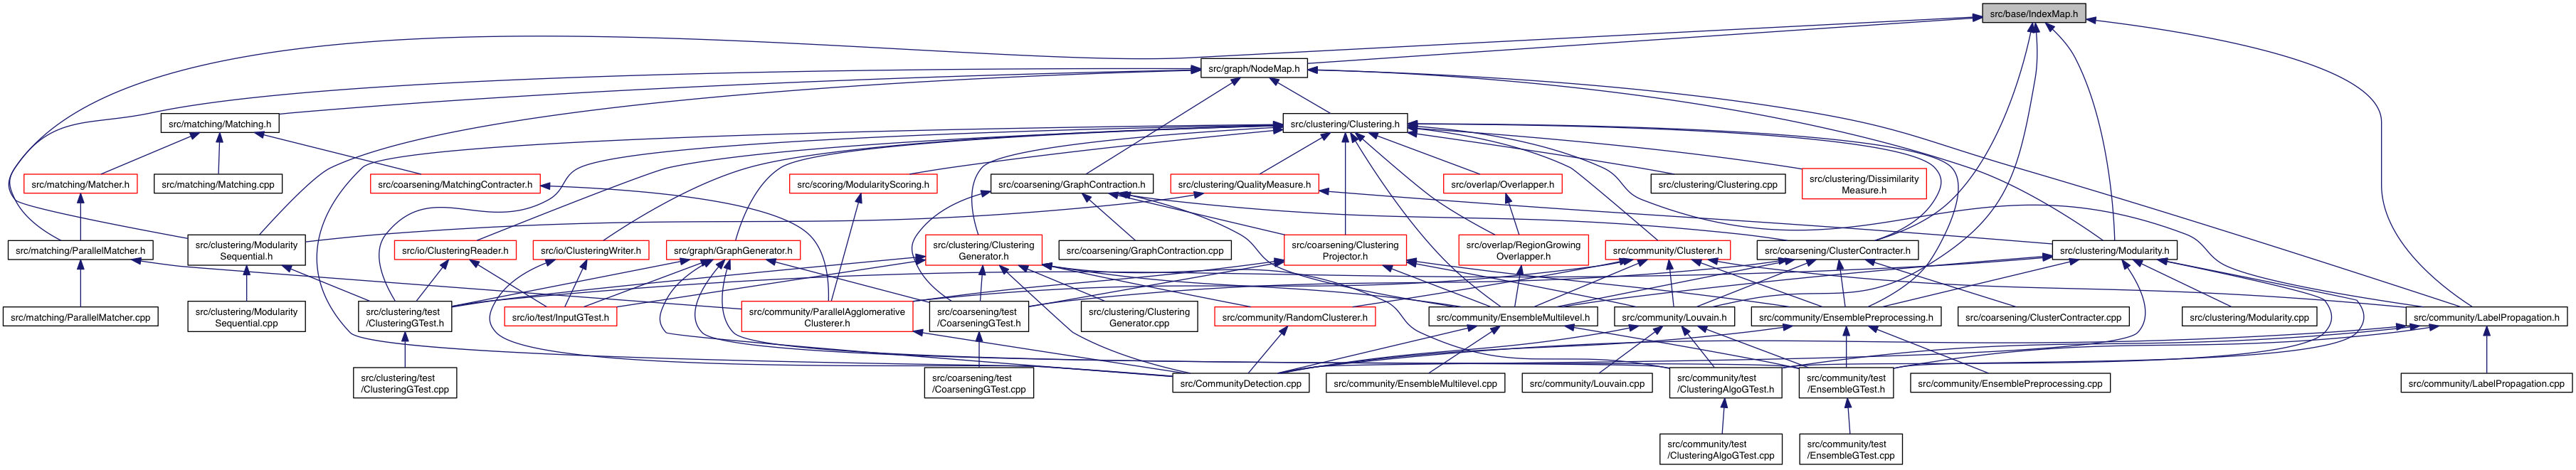 src/base/IndexMap.h
src/graph/NodeMap.h
src/matching/Matching.h
src/clustering/Clustering.h
src/matching/Matcher.h
src/matching/Matching.cpp
src/coarsening/MatchingContracter.h
src/scoring/ModularityScoring.h
src/coarsening/GraphContraction.h
src/clustering/QualityMeasure.h
src/overlap/Overlapper.h
src/clustering/Clustering.cpp
src/clustering/Dissimilarity
Measure.h
src/matching/ParallelMatcher.h
src/clustering/Modularity
Sequential.h
src/io/ClusteringReader.h
src/io/ClusteringWriter.h
src/graph/GraphGenerator.h
src/clustering/Clustering
Generator.h
src/coarsening/GraphContraction.cpp
src/coarsening/Clustering
Projector.h
src/overlap/RegionGrowing
Overlapper.h
src/community/Clusterer.h
src/coarsening/ClusterContracter.h
src/clustering/Modularity.h
src/matching/ParallelMatcher.cpp
src/clustering/Modularity
Sequential.cpp
src/clustering/test
/ClusteringGTest.h
src/io/test/InputGTest.h
src/community/ParallelAgglomerative
Clusterer.h
src/coarsening/test
/CoarseningGTest.h
src/clustering/Clustering
Generator.cpp
src/community/RandomClusterer.h
src/community/EnsembleMultilevel.h
src/community/Louvain.h
src/community/EnsemblePreprocessing.h
src/coarsening/ClusterContracter.cpp
src/clustering/Modularity.cpp
src/community/LabelPropagation.h
src/clustering/test
/ClusteringGTest.cpp
src/coarsening/test
/CoarseningGTest.cpp
src/CommunityDetection.cpp
src/community/EnsembleMultilevel.cpp
src/community/Louvain.cpp
src/community/test
/ClusteringAlgoGTest.h
src/community/test
/EnsembleGTest.h
src/community/EnsemblePreprocessing.cpp
src/community/LabelPropagation.cpp
src/community/test
/ClusteringAlgoGTest.cpp
src/community/test
/EnsembleGTest.cpp